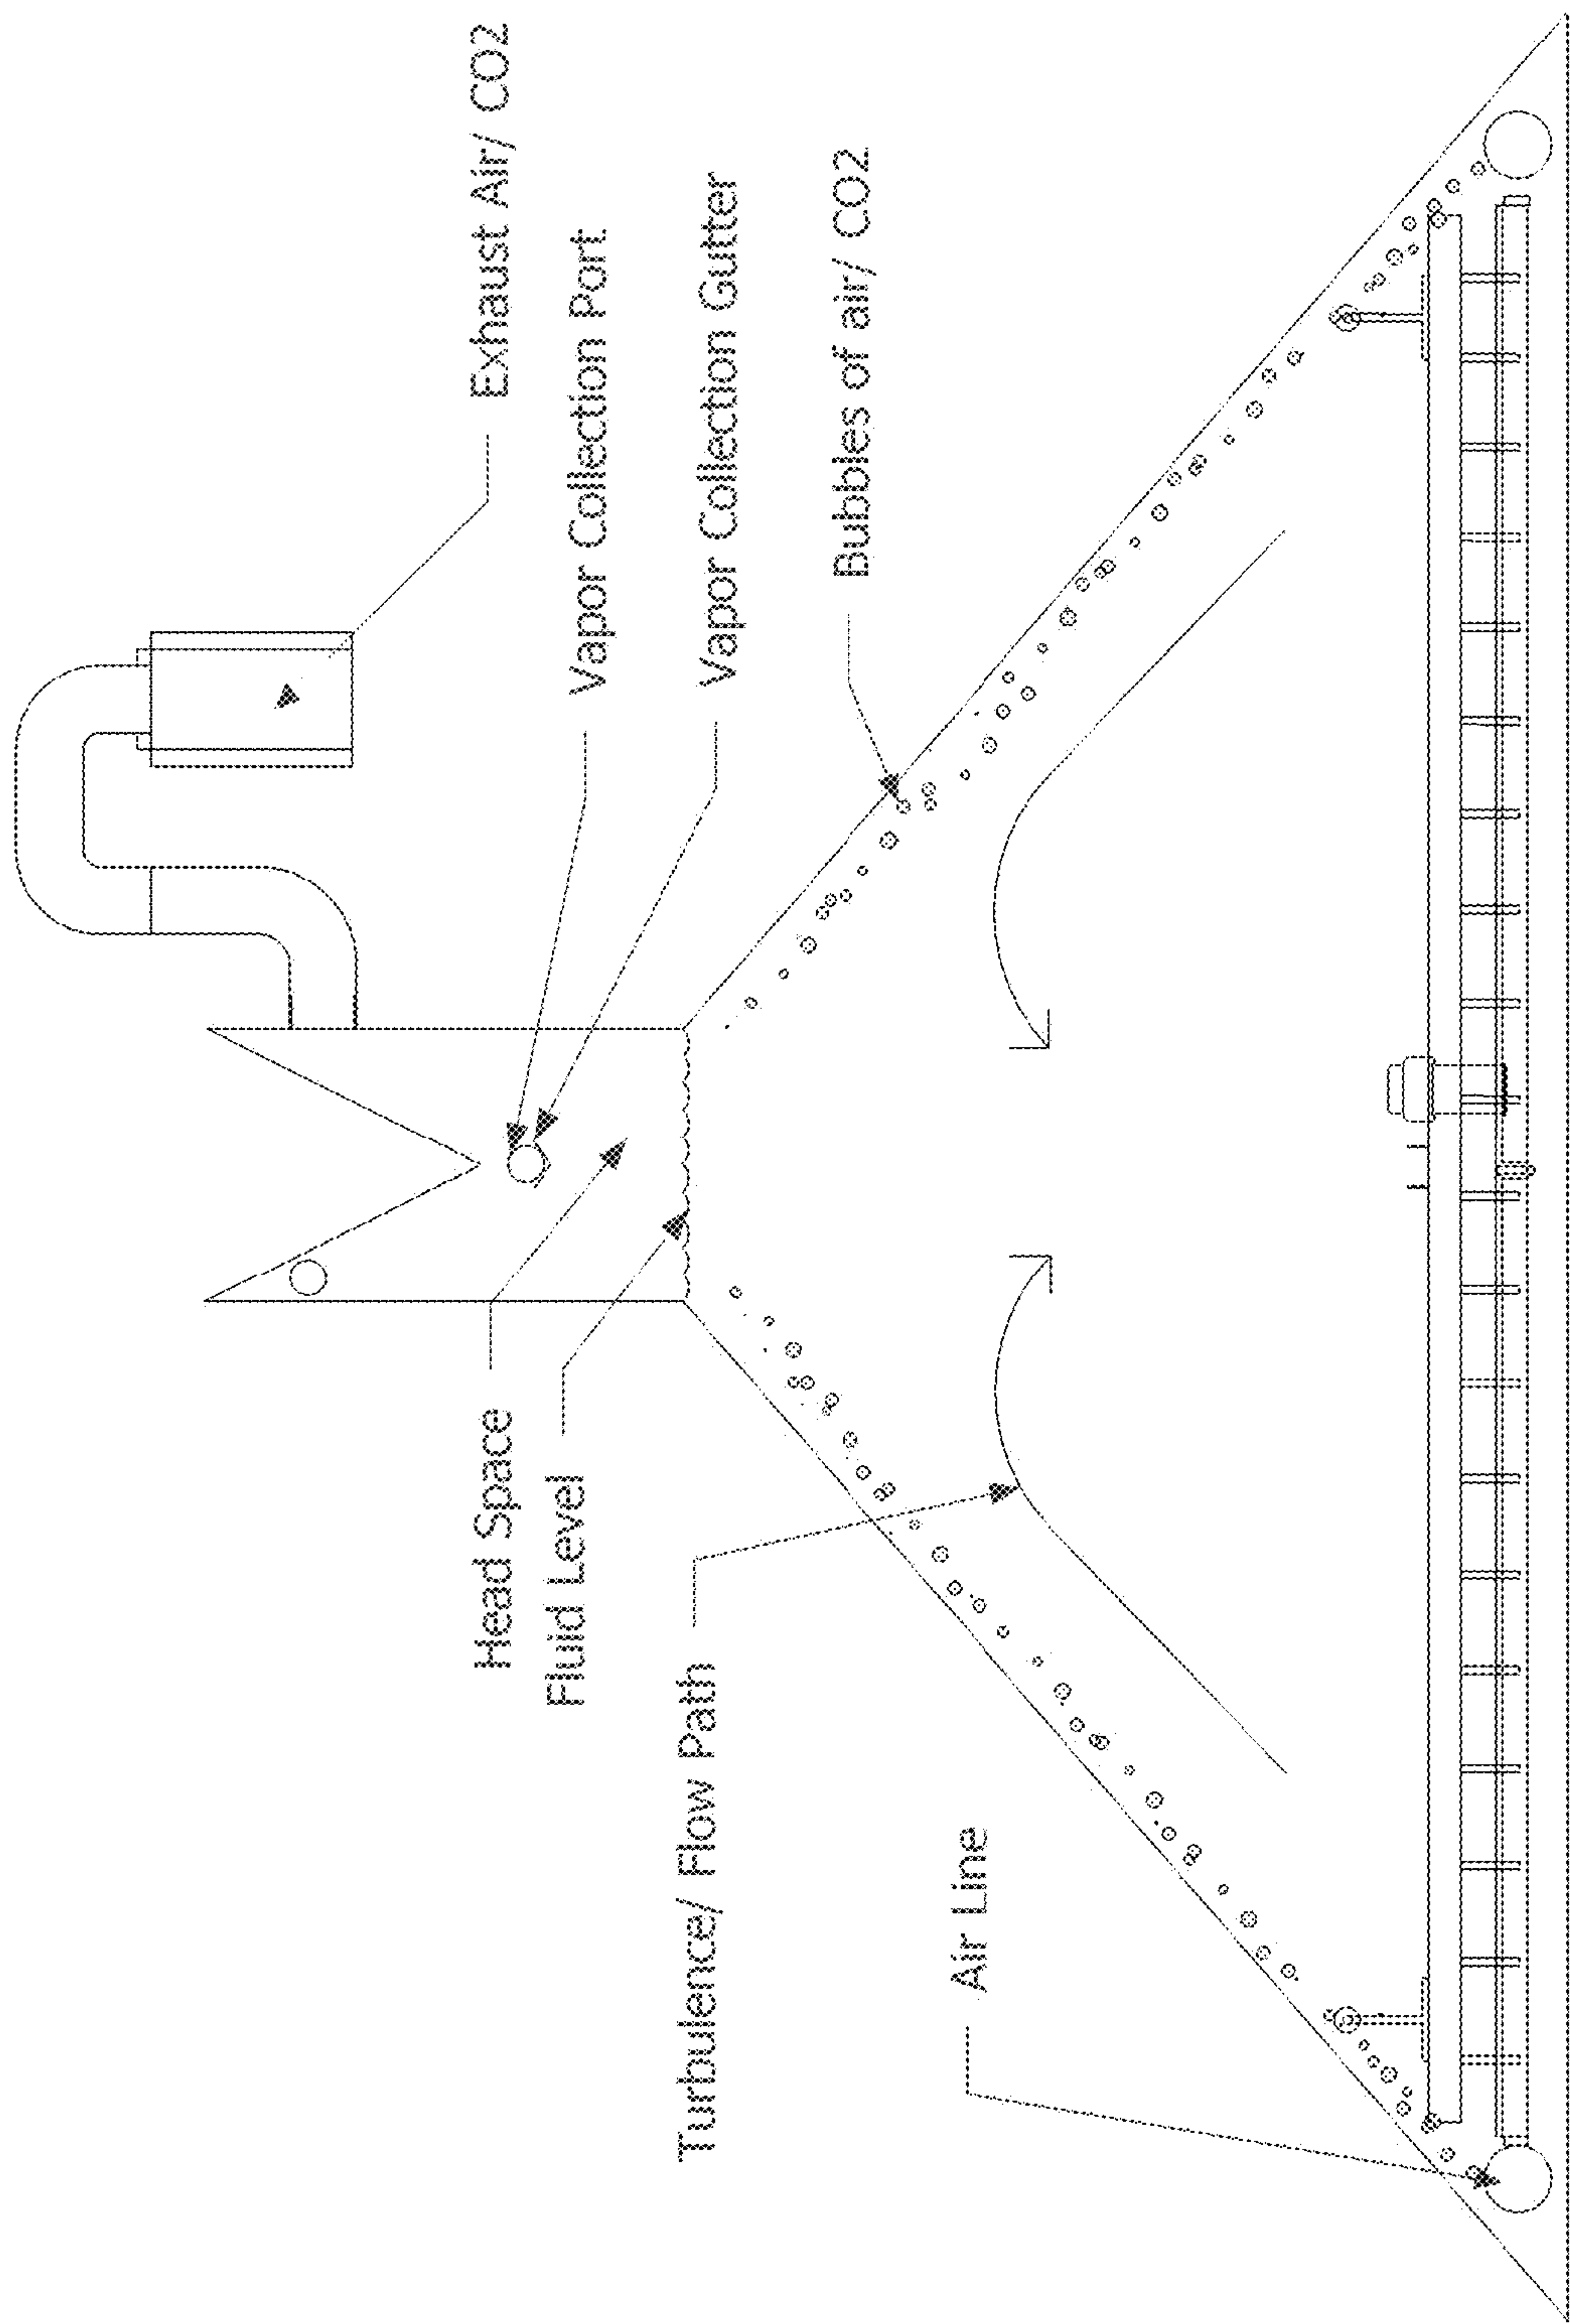 Exhaust Air/ CO2
Vapor Collection Port
Vapor Collection Gutter
Bubbles of air/ CO2
Head Space
Fluid Level
Turbulence/ Flow Path
Air Line